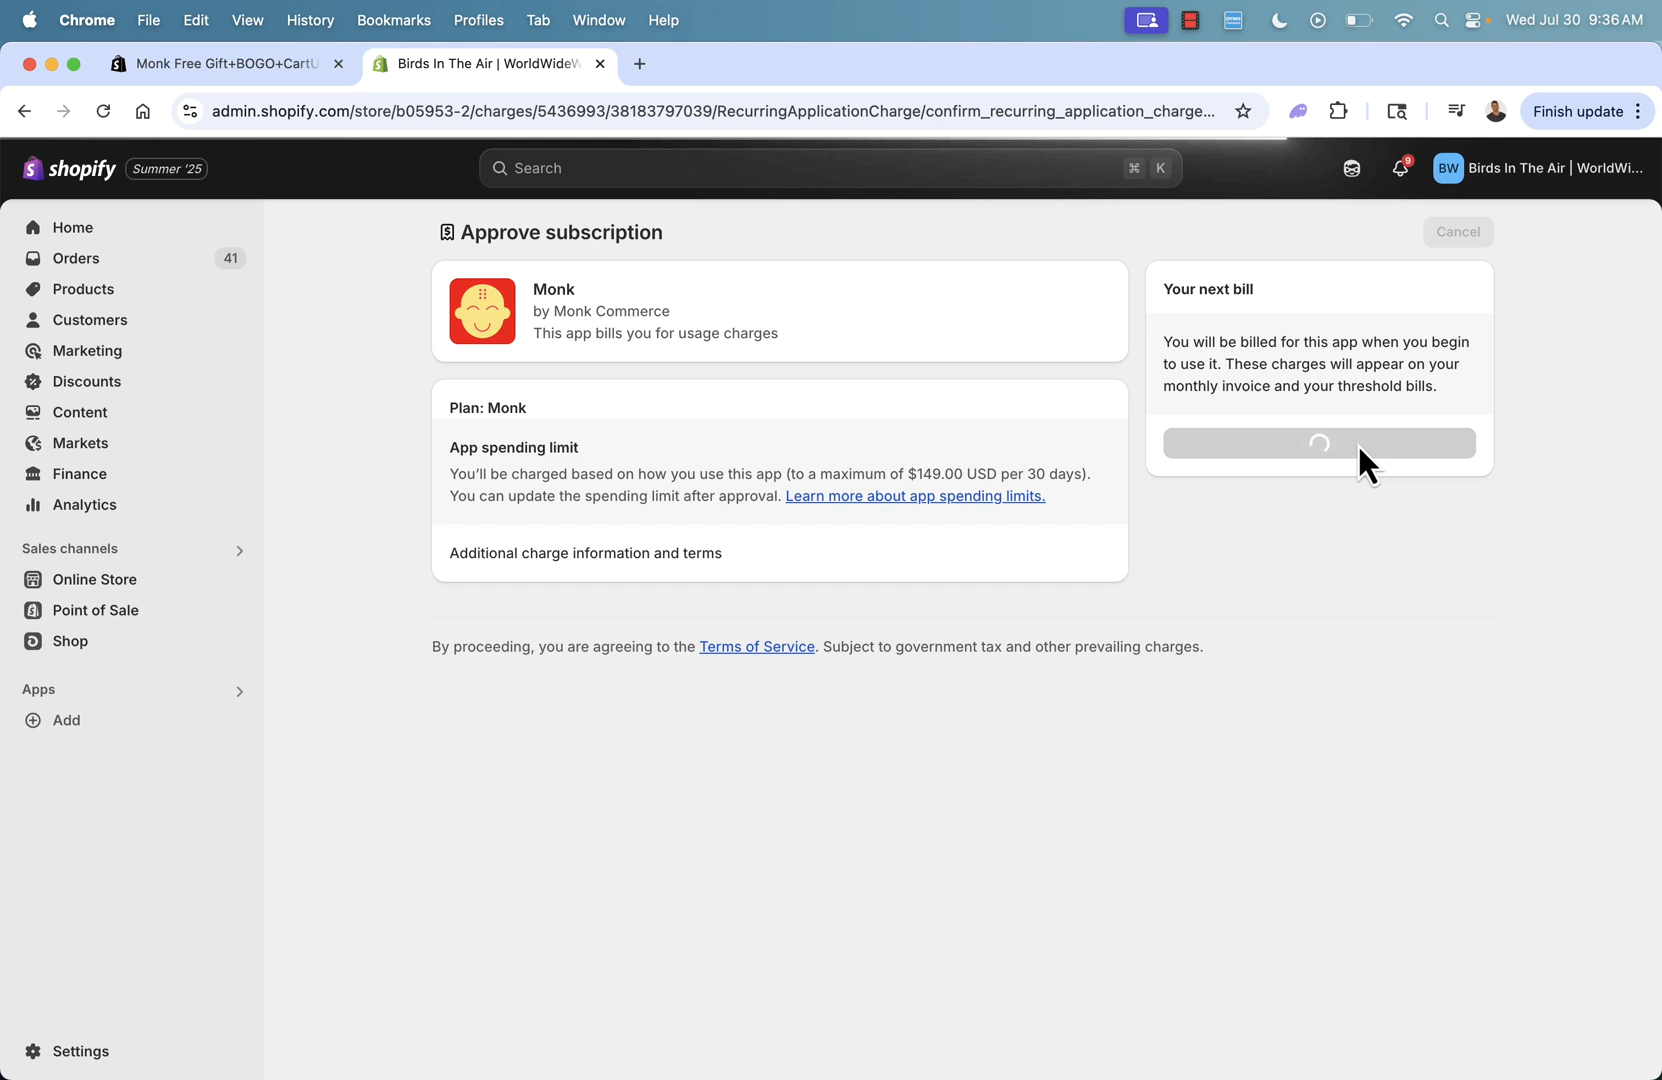 Chrome File Edit View History Bookmarks Profiles Tab Window Help Wed Jul 30 9:36 AM
Monk Free Gift+BOGO+CartU
Birds In The Air | WorldWideW
admin.shopify.com/store/b05953-2/charges/5436993/38183797039/RecurringApplicationCharge/confirm_recurring_application_charge...
Finish update
shopify
Summer '25
Search
⌘ K
9
BW
Birds In The Air | WorldWi...
Home
Orders 41
Products
Customers
Marketing
Discounts
Content
Markets
Finance
Analytics
Sales channels
Online Store
Point of Sale
Shop
Apps
Add
Settings
Approve subscription
Cancel
Monk
by Monk Commerce
This app bills you for usage charges
Plan: Monk
App spending limit
You'll be charged based on how you use this app (to a maximum of $149.00 USD per 30 days).
You can update the spending limit after approval. Learn more about app spending limits.
Additional charge information and terms
Your next bill
You will be billed for this app when you begin
to use it. These charges will appear on your
monthly invoice and your threshold bills.
By proceeding, you are agreeing to the Terms of Service. Subject to government tax and other prevailing charges.